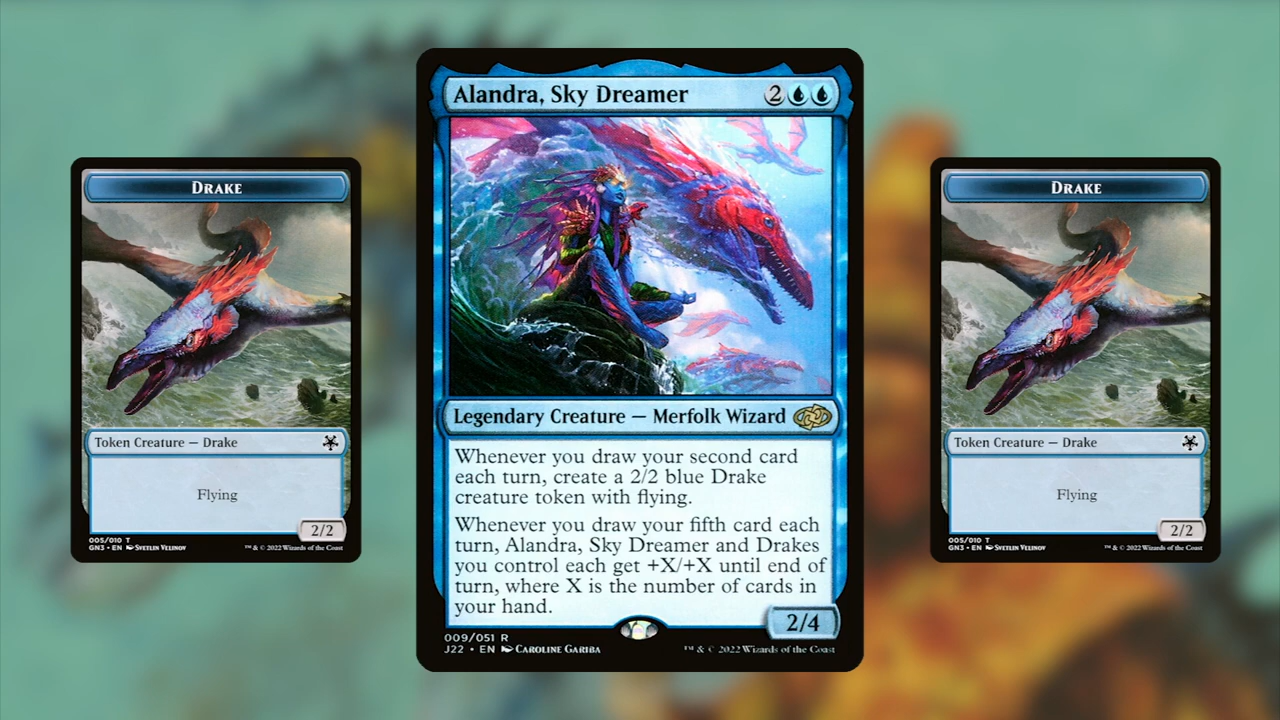 Drake
Token Creature — Drake
Flying
2/2
005/010 T
GN3 • EN Svetlin Velinov
™ & © 2022 Wizards of the Coast
Alandra, Sky Dreamer 2
Legendary Creature — Merfolk Wizard
Whenever you draw your second card
each turn, create a 2/2 blue Drake
creature token with flying.
Whenever you draw your fifth card each
turn, Alandra, Sky Dreamer and Drakes
you control each get +X/+X until end of
turn, where X is the number of cards in
your hand.
2/4
009/051 R
J22 • EN Caroline Gariba
™ & © 2022 Wizards of the Coast
Drake
Token Creature — Drake
Flying
2/2
005/010 T
GN3 • EN Svetlin Velinov
™ & © 2022 Wizards of the Coast